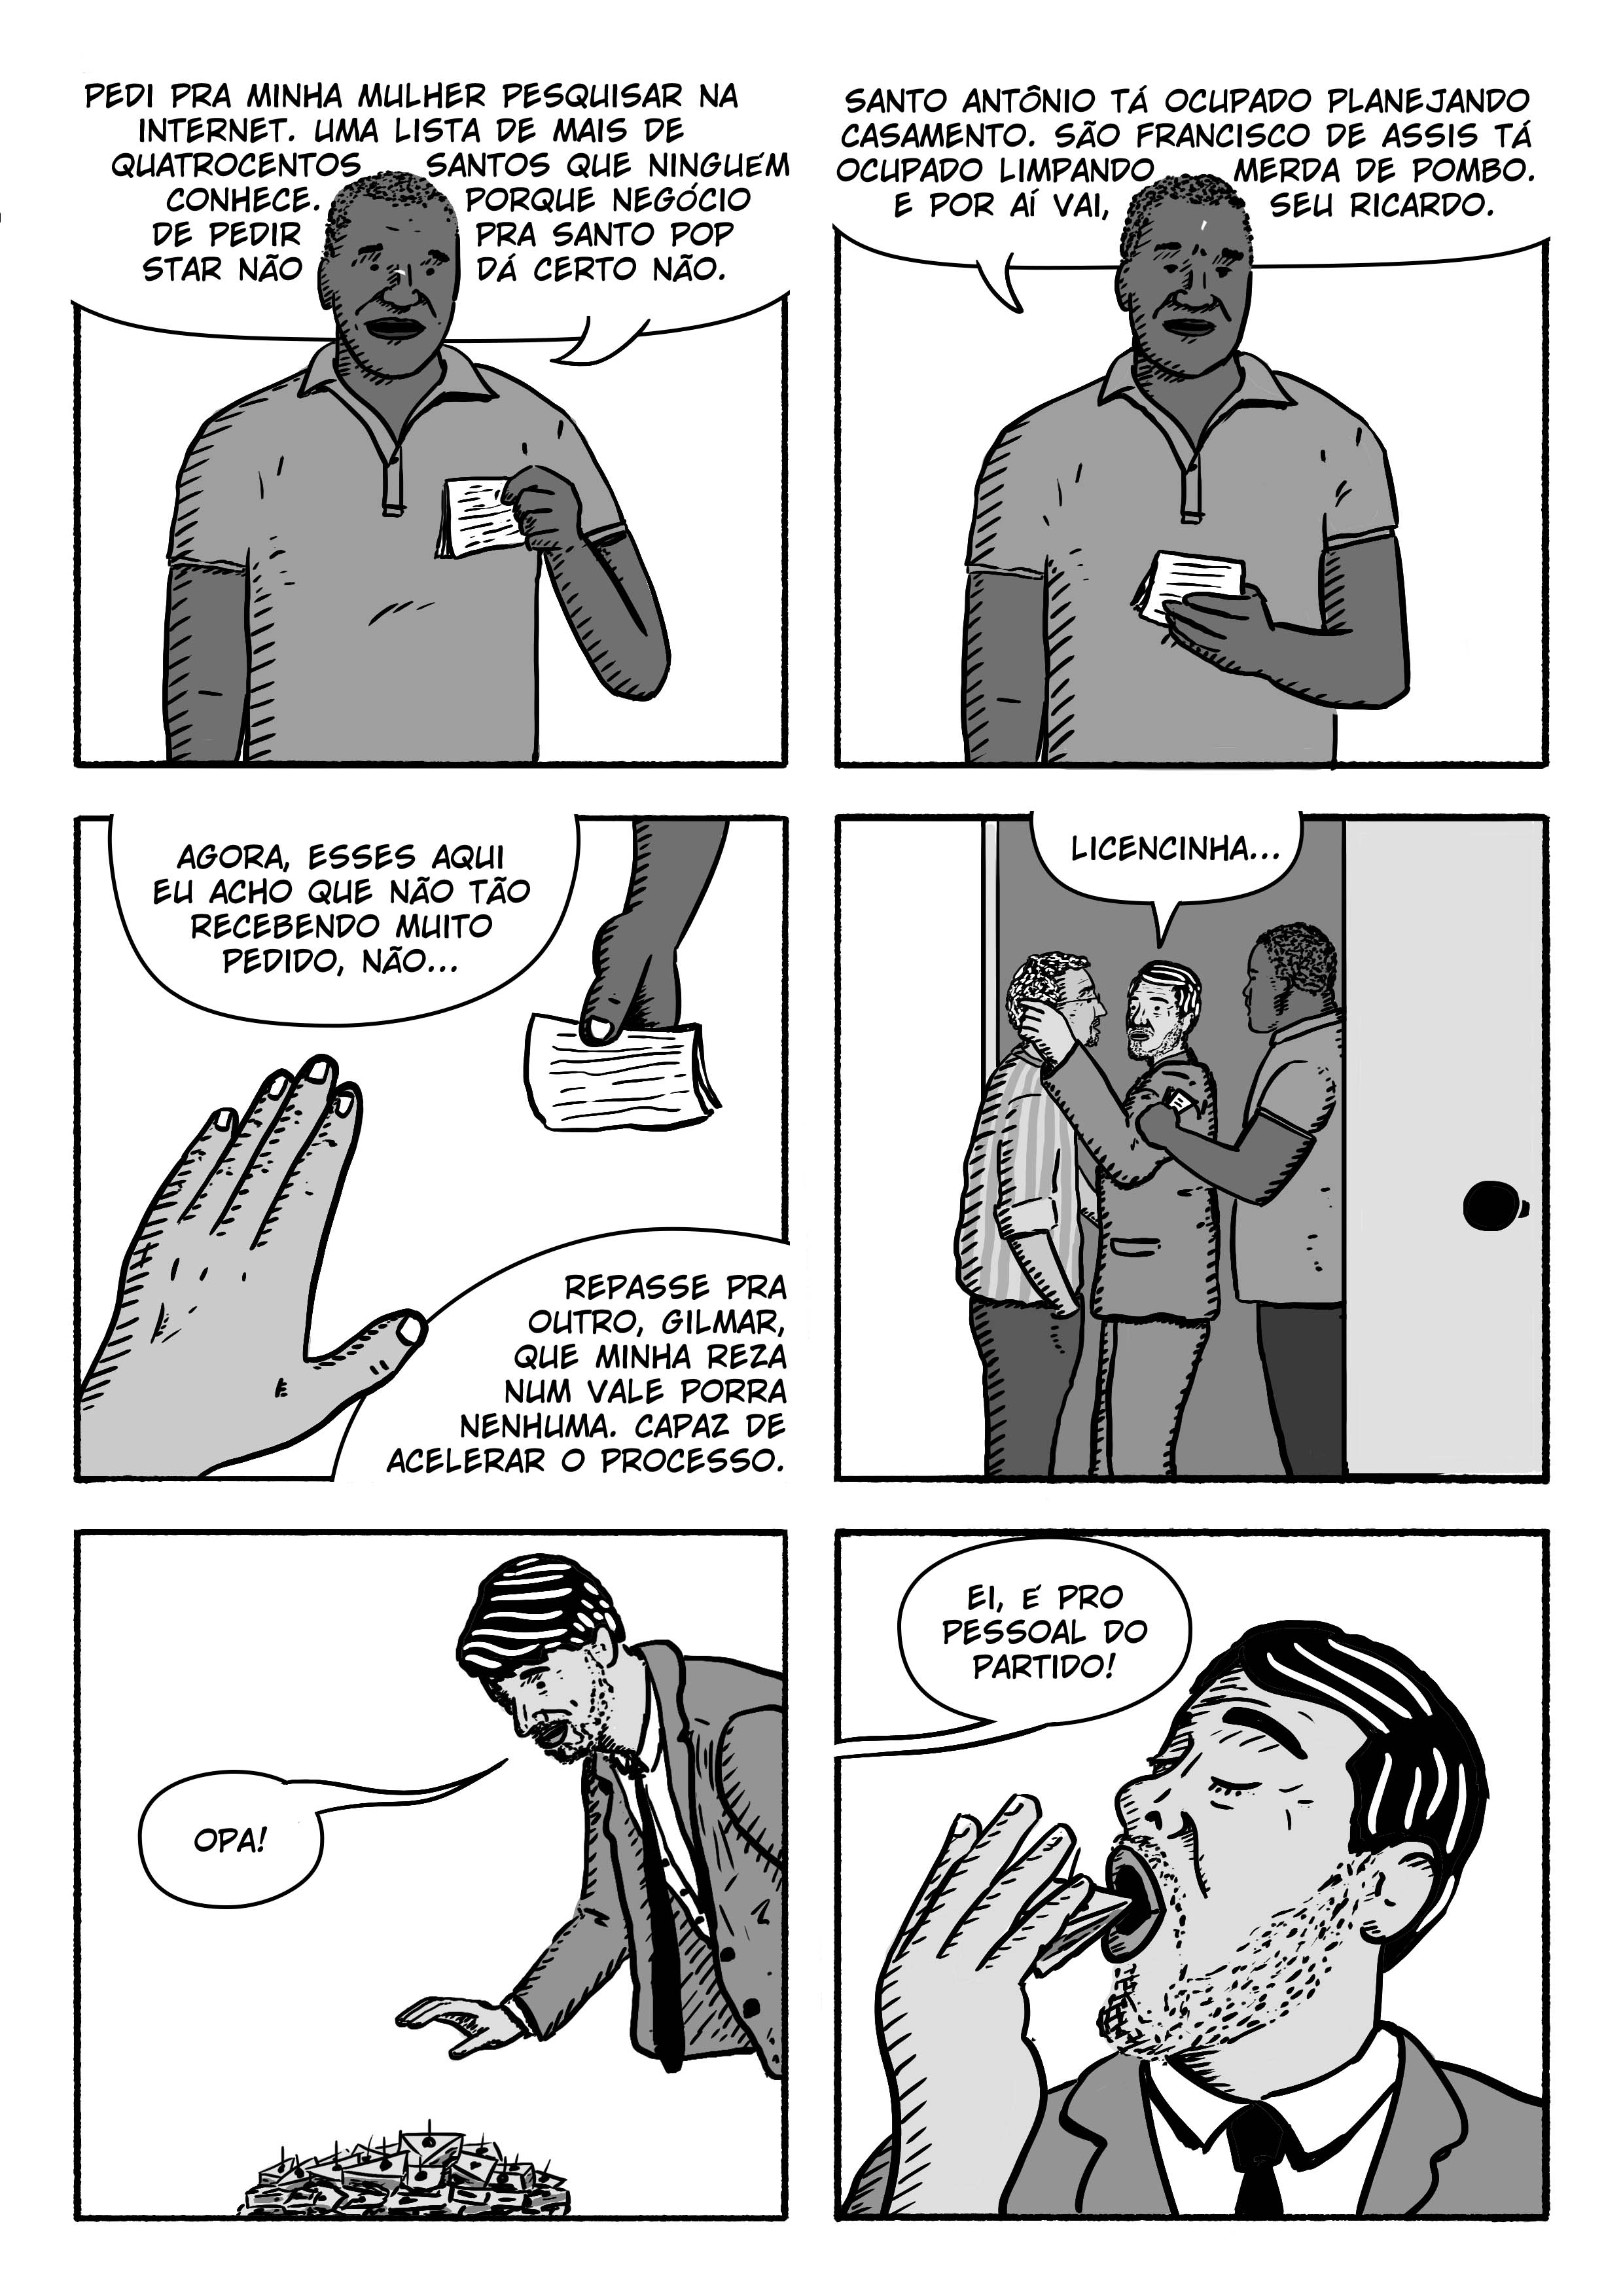 PEDI PRA MINHA MULHER PESQUISAR NA
INTERNET. UMA LISTA DE MAIS DE
QUATROCENTOS SANTOS QUE NINGUÉM
CONHECE. PORQUE NEGÓCIO
DE PEDIR PRA SANTO POP
STAR NÃO DÁ CERTO NÃO.
SANTO ANTÔNIO TÁ OCUPADO PLANEJANDO
CASAMENTO. SÃO FRANCISCO DE ASSIS TÁ
OCUPADO LIMPANDO MERDA DE POMBO.
E POR AÍ VAI, SEU RICARDO.
AGORA, ESSES AQUI
EU ACHO QUE NÃO TÃO
RECEBENDO MUITO
PEDIDO, NÃO...
REPASSE PRA
OUTRO, GILMAR,
QUE MINHA REZA
NUM VALE PORRA
NENHUMA. CAPAZ DE
ACELERAR O PROCESSO.
LICENCINHA...
OPA!
EI, É PRO
PESSOAL DO
PARTIDO!